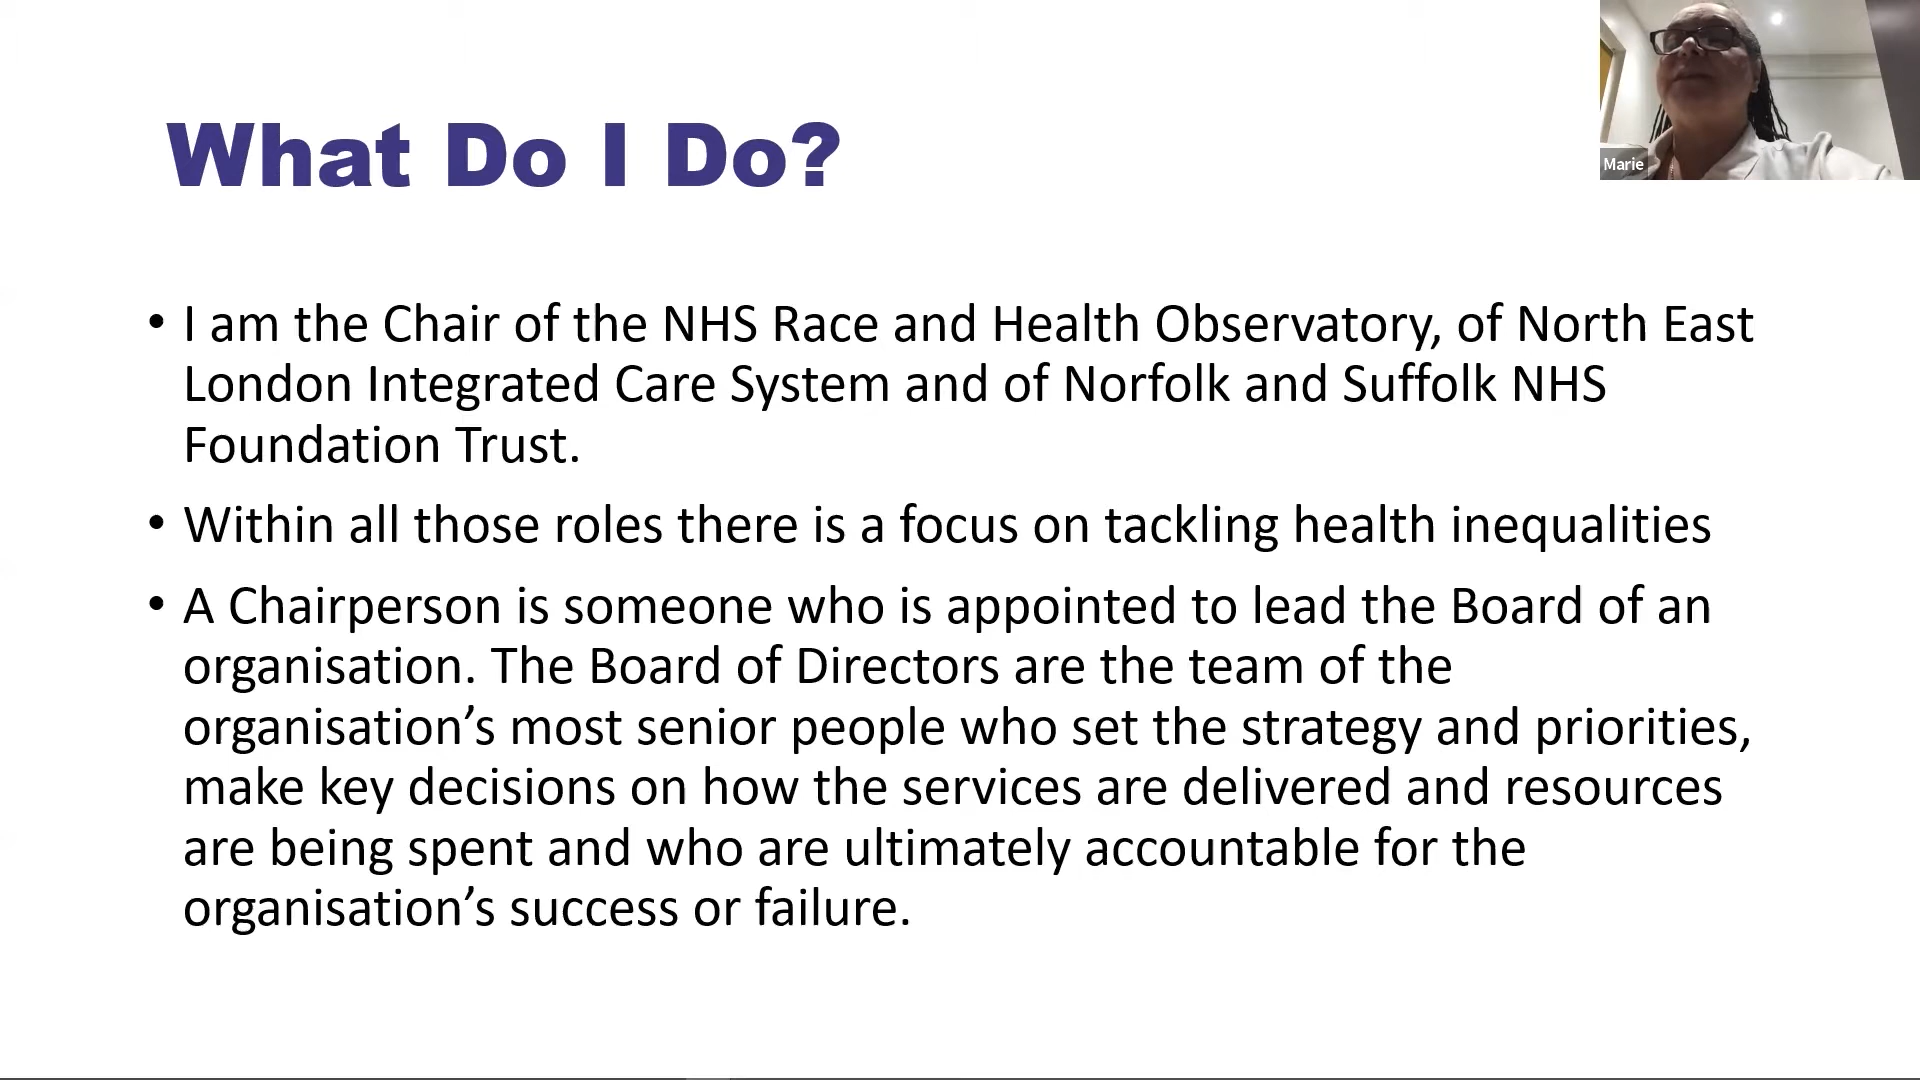 What Do I Do?
Marie
• I am the Chair of the NHS Race and Health Observatory, of North East
London Integrated Care System and of Norfolk and Suffolk NHS
Foundation Trust.
• Within all those roles there is a focus on tackling health inequalities
• A Chairperson is someone who is appointed to lead the Board of an
organisation. The Board of Directors are the team of the
organisation’s most senior people who set the strategy and priorities,
make key decisions on how the services are delivered and resources
are being spent and who are ultimately accountable for the
organisation’s success or failure.